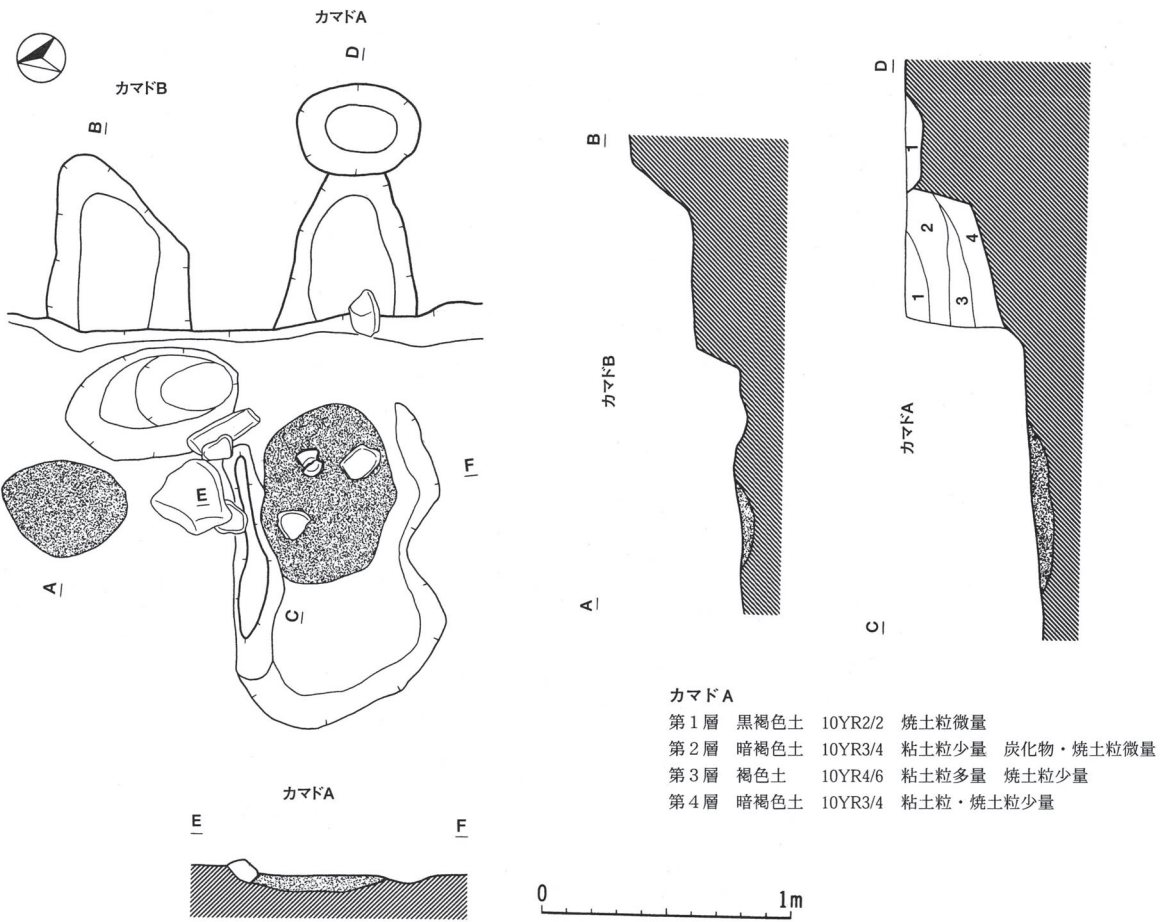 カマドA
D
カマドB
B
E
F
A
C
B
カマドB
A
D
1
2
4
1
3
カマドA
C
カマドA
第1層 黒褐色土 10YR2/2 焼土粒微量
第2層 暗褐色土 10YR3/4 粘土粒少量 炭化物・焼土粒微量
第3層 褐色土 10YR4/6 粘土粒多量 焼土粒少量
第4層 暗褐色土 10YR3/4 粘土粒・焼土粒少量
カマドA
E
F
0 1m